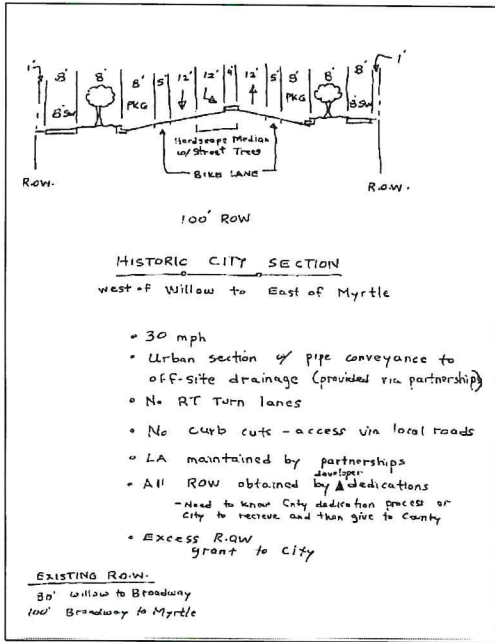 1' 8' 8' 8' 5' 12' 12' 4' 12' 5' 8' 8' 8' 1'
8'SW PKG PKG 8'SW
Hardscape Median
w/ Street Trees
BIKE LANE
R.O.W. R.O.W.
100' ROW
HISTORIC CITY SECTION
west of Willow to East of Myrtle
• 30 mph
• Urban section w/ pipe conveyance to
off-site drainage (provided via partnership)
• No RT Turn lanes
• No curb cuts - access via local roads
• LA maintained by partnerships
• All ROW obtained by developer dedications
- Need to know Cnty dedication process or
City to recieve and then give to County
• Excess R.O.W
grant to City
EXISTING R.O.W.
80' Willow to Broadway
100' Broadway to Myrtle